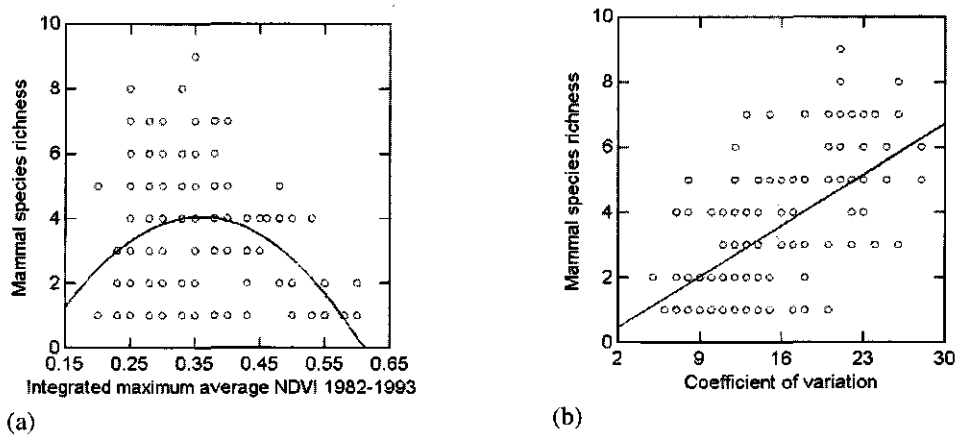 10
8
6
4
2
0
Mammal species richness
0.15 0.25 0.35 0.45 0.55 0.65
Integrated maximum average NDVI 1982-1993
(a)
10
8
6
4
2
0
Mammal species richness
2 9 16 23 30
Coefficient of variation
(b)